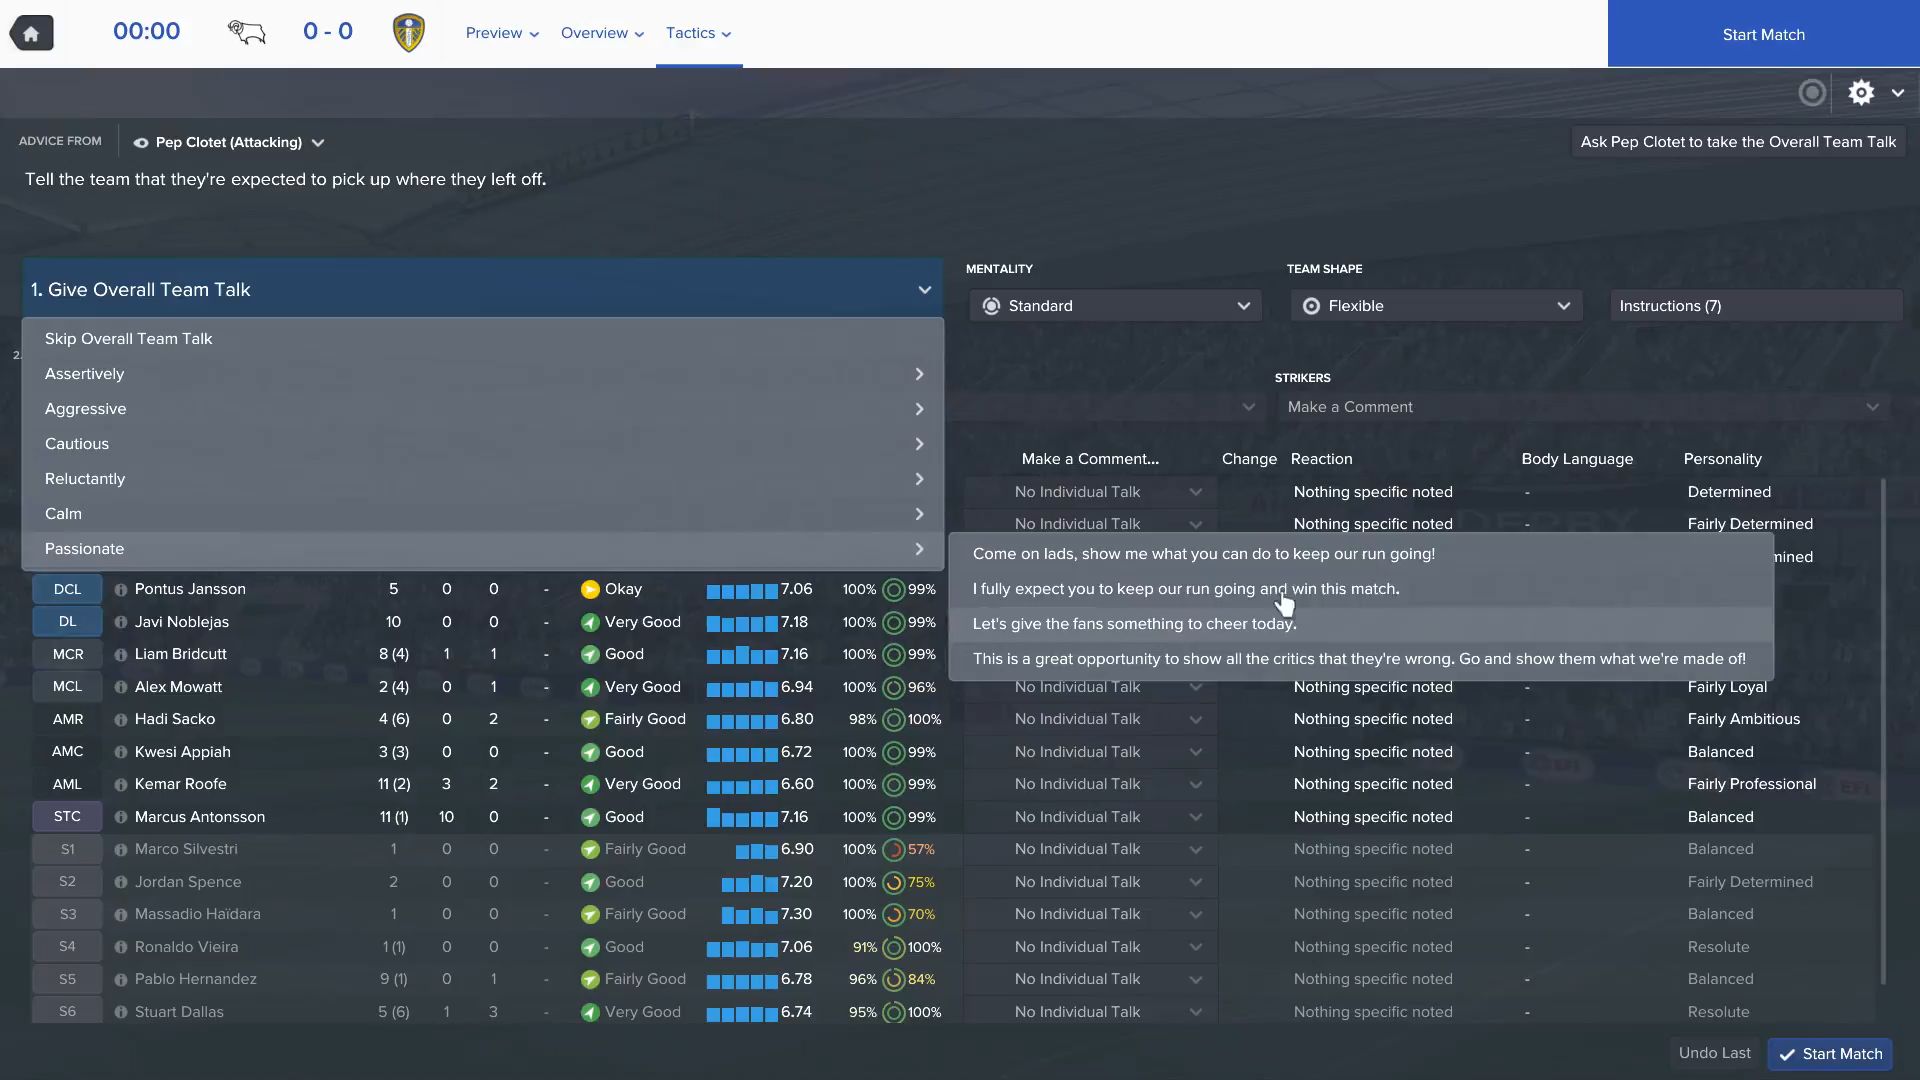 00:00 0 - 0 Preview Overview Tactics Start Match
ADVICE FROM Pep Clotet (Attacking) Ask Pep Clotet to take the Overall Team Talk
Tell the team that they're expected to pick up where they left off.
MENTALITY TEAM SHAPE
1. Give Overall Team Talk Standard Flexible Instructions (7)
Skip Overall Team Talk
2.
Assertively STRIKERS
Aggressive Make a Comment
Cautious Make a Comment... Change Reaction Body Language Personality
Reluctantly No Individual Talk Nothing specific noted - Determined
Calm No Individual Talk Nothing specific noted - Fairly Determined
Passionate Come on lads, show me what you can do to keep our run going! mined
DCL Pontus Jansson 5 0 0 - Okay 7.06 100% 99% I fully expect you to keep our run going and win this match.
DL Javi Noblejas 10 0 0 - Very Good 7.18 100% 99% Let's give the fans something to cheer today.
MCR Liam Bridcutt 8 (4) 1 1 - Good 7.16 100% 99% This is a great opportunity to show all the critics that they're wrong. Go and show them what we're made of!
MCL Alex Mowatt 2 (4) 0 1 - Very Good 6.94 100% 96% No Individual Talk Nothing specific noted - Fairly Loyal
AMR Hadi Sacko 4 (6) 0 2 - Fairly Good 6.80 98% 100% No Individual Talk Nothing specific noted - Fairly Ambitious
AMC Kwesi Appiah 3 (3) 0 0 - Good 6.72 100% 99% No Individual Talk Nothing specific noted - Balanced
AML Kemar Roofe 11 (2) 3 2 - Very Good 6.60 100% 99% No Individual Talk Nothing specific noted - Fairly Professional
STC Marcus Antonsson 11 (1) 10 0 - Good 7.16 100% 99% No Individual Talk Nothing specific noted - Balanced
S1 Marco Silvestri 1 0 0 - Fairly Good 6.90 100% 57% No Individual Talk Nothing specific noted - Balanced
S2 Jordan Spence 2 0 0 - Good 7.20 100% 75% No Individual Talk Nothing specific noted - Fairly Determined
S3 Massadio Haïdara 1 0 0 - Fairly Good 7.30 100% 70% No Individual Talk Nothing specific noted - Balanced
S4 Ronaldo Vieira 1 (1) 0 0 - Good 7.06 91% 100% No Individual Talk Nothing specific noted - Resolute
S5 Pablo Hernandez 9 (1) 0 1 - Fairly Good 6.78 96% 84% No Individual Talk Nothing specific noted - Balanced
S6 Stuart Dallas 5 (6) 1 3 - Very Good 6.74 95% 100% No Individual Talk Nothing specific noted - Resolute
Undo Last Start Match